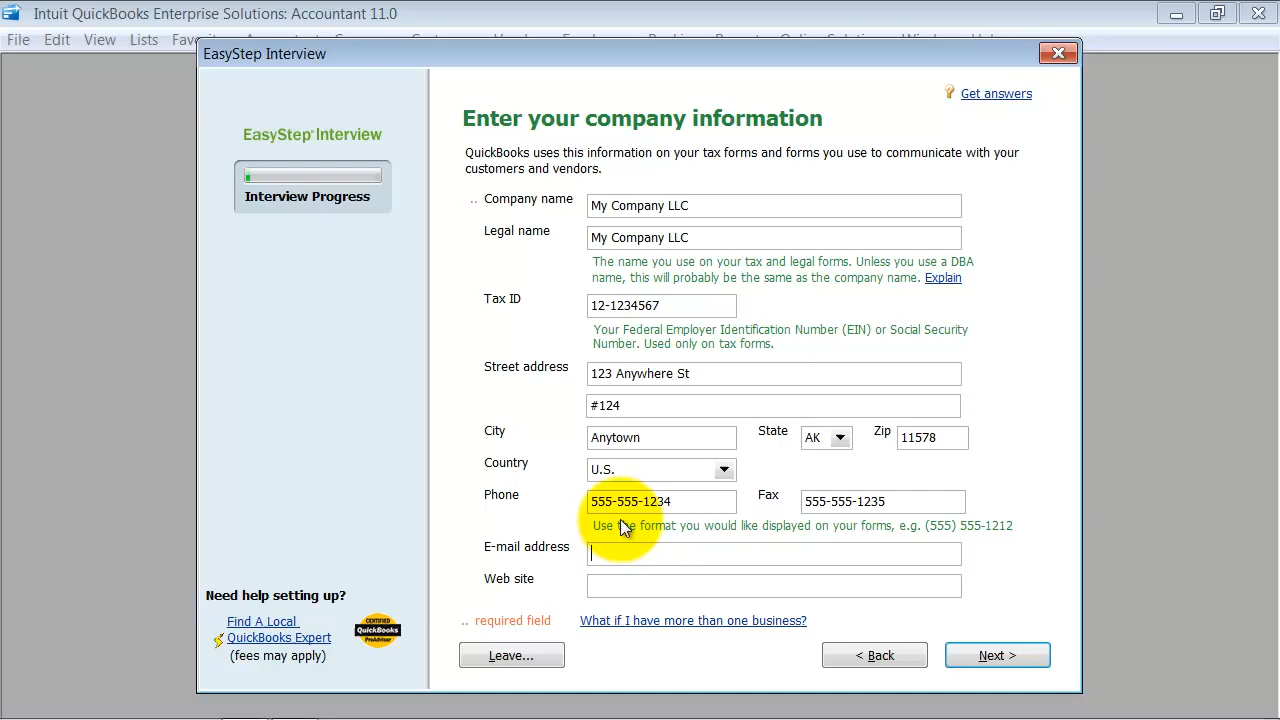 Intuit QuickBooks Enterprise Solutions: Accountant 11.0
File Edit View Lists
EasyStep Interview
Get answers
EasyStep Interview
Interview Progress
Enter your company information
QuickBooks uses this information on your tax forms and forms you use to communicate with your
customers and vendors.
.. Company name My Company LLC
Legal name My Company LLC
The name you use on your tax and legal forms. Unless you use a DBA
name, this will probably be the same as the company name. Explain
Tax ID 12-1234567
Your Federal Employer Identification Number (EIN) or Social Security
Number. Used only on tax forms.
Street address 123 Anywhere St
#124
City Anytown State AK Zip 11578
Country U.S.
Phone 555-555-1234 Fax 555-555-1235
Use the format you would like displayed on your forms, e.g. (555) 555-1212
E-mail address
Web site
.. required field What if I have more than one business?
Need help setting up?
Find A Local
QuickBooks Expert
(fees may apply)
CERTIFIED
QuickBooks
ProAdvisor
Leave... < Back Next >